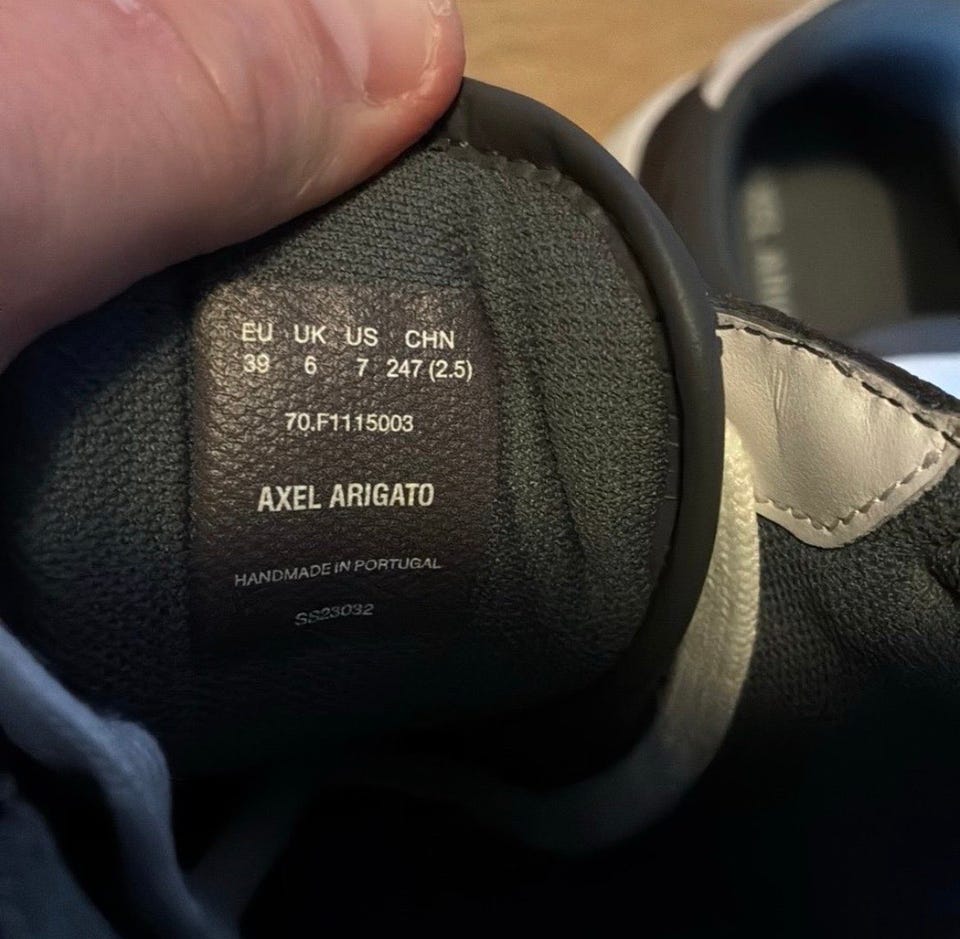 EU UK US CHN
39 6 7 247 (2.5)
70.F1115003
AXEL ARIGATO
HANDMADE IN PORTUGAL
SS23032